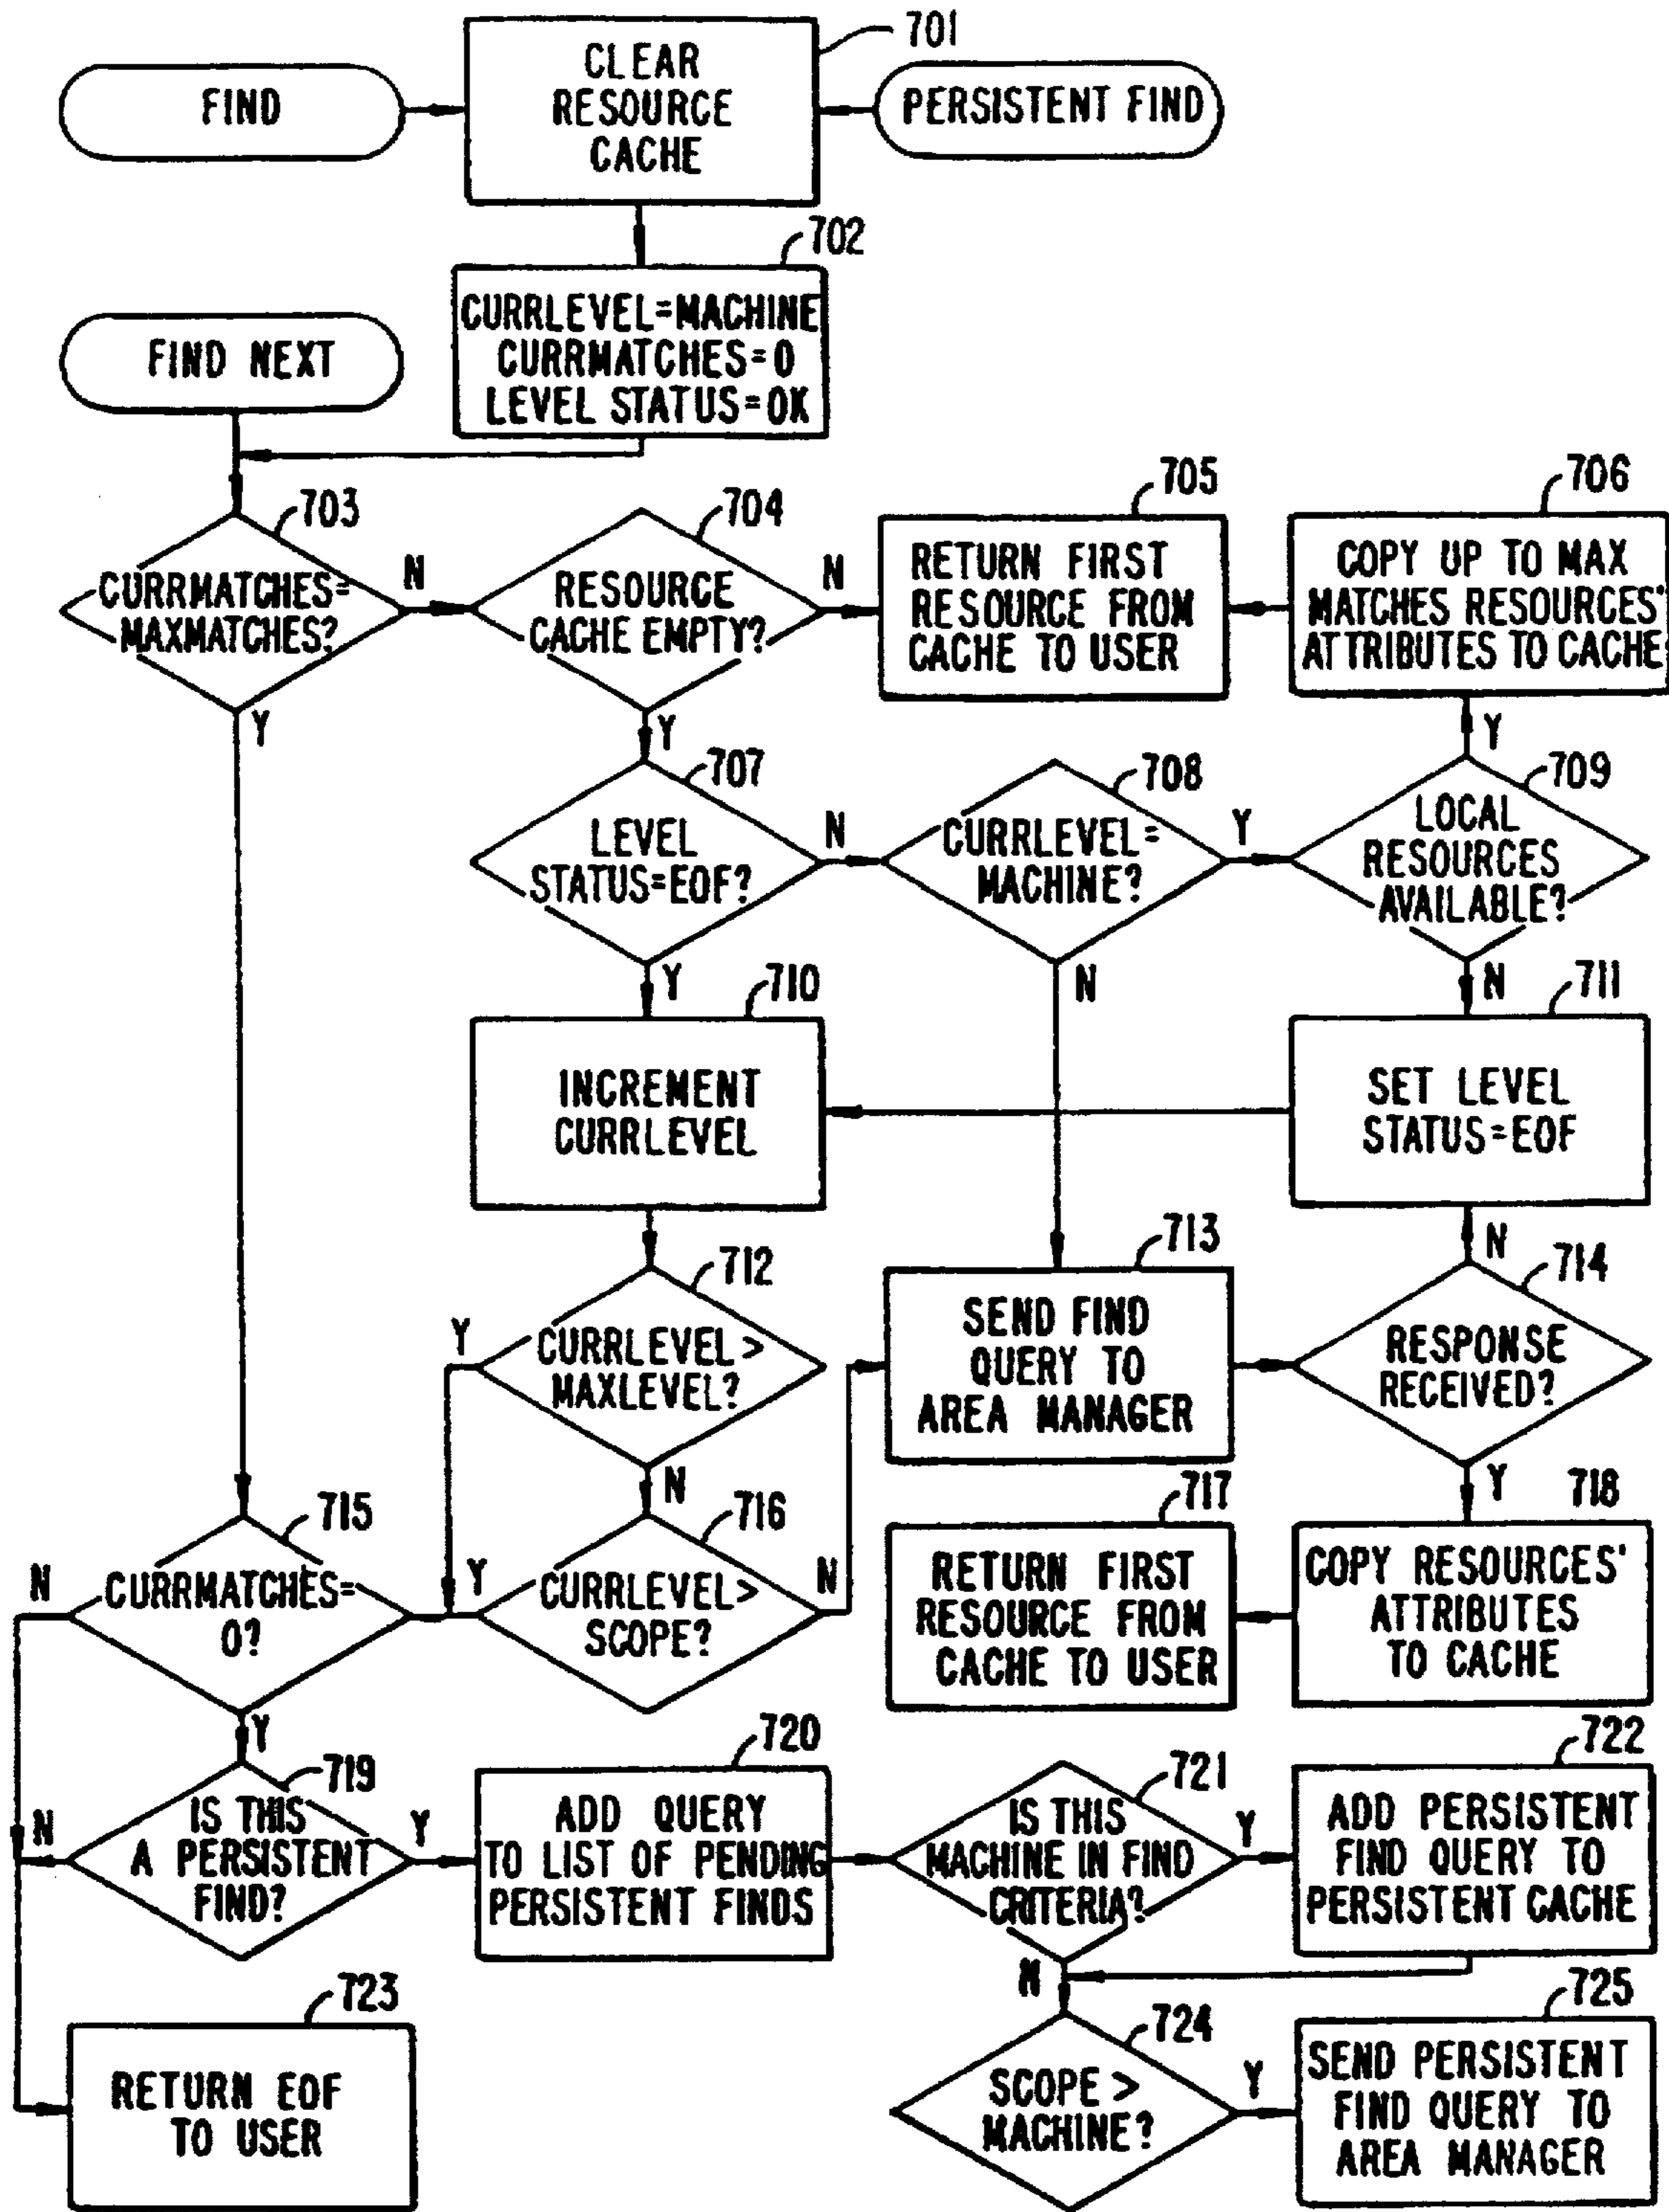 701
CLEAR
RESOURCE
CACHE
FIND
PERSISTENT FIND
702
CURRLEVEL=MACHINE
CURRMATCHES=0
LEVEL STATUS=OK
FIND NEXT
703
CURRMATCHES=
MAXMATCHES?
N
Y
704
RESOURCE
CACHE EMPTY?
N
Y
705
RETURN FIRST
RESOURCE FROM
CACHE TO USER
706
COPY UP TO MAX
MATCHES RESOURCES'
ATTRIBUTES TO CACHE
707
LEVEL
STATUS=EOF?
N
Y
708
CURRLEVEL=
MACHINE?
Y
N
709
Y
LOCAL
RESOURCES
AVAILABLE?
N
710
INCREMENT
CURRLEVEL
711
SET LEVEL
STATUS=EOF
712
Y
CURRLEVEL>
MAXLEVEL?
N
713
SEND FIND
QUERY TO
AREA MANAGER
714
N
RESPONSE
RECEIVED?
Y
715
N
CURRMATCHES=
0?
Y
716
Y
CURRLEVEL>
SCOPE?
N
717
RETURN FIRST
RESOURCE FROM
CACHE TO USER
718
COPY RESOURCES'
ATTRIBUTES
TO CACHE
719
N
IS THIS
A PERSISTENT
FIND?
Y
720
ADD QUERY
TO LIST OF PENDING
PERSISTENT FINDS
721
IS THIS
MACHINE IN FIND
CRITERIA?
Y
N
722
ADD PERSISTENT
FIND QUERY TO
PERSISTENT CACHE
723
RETURN EOF
TO USER
724
SCOPE >
MACHINE?
Y
725
SEND PERSISTENT
FIND QUERY TO
AREA MANAGER